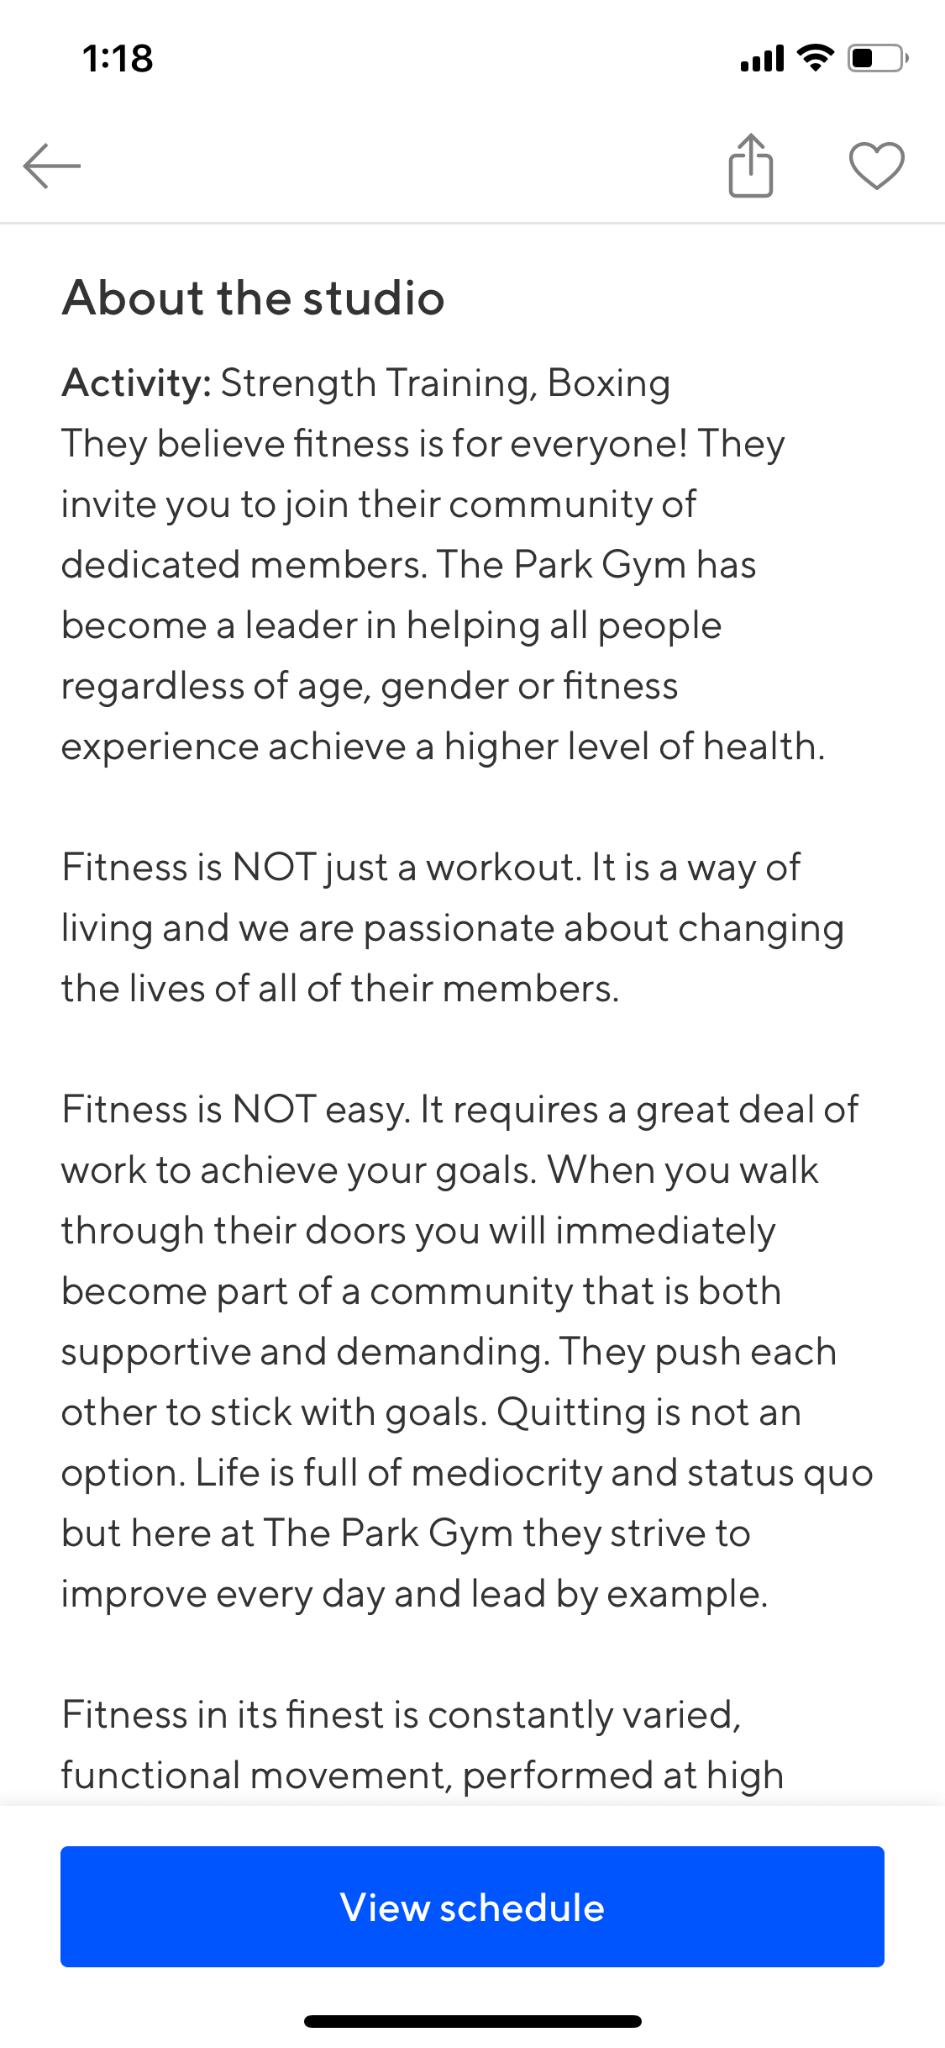 1:18
About the studio
Activity: Strength Training, Boxing
They believe fitness is for everyone! They
invite you to join their community of
dedicated members. The Park Gym has
become a leader in helping all people
regardless of age, gender or fitness
experience achieve a higher level of health.
Fitness is NOT just a workout. It is a way of
living and we are passionate about changing
the lives of all of their members.
Fitness is NOT easy. It requires a great deal of
work to achieve your goals. When you walk
through their doors you will immediately
become part of a community that is both
supportive and demanding. They push each
other to stick with goals. Quitting is not an
option. Life is full of mediocrity and status quo
but here at The Park Gym they strive to
improve every day and lead by example.
Fitness in its finest is constantly varied,
functional movement, performed at high
View schedule